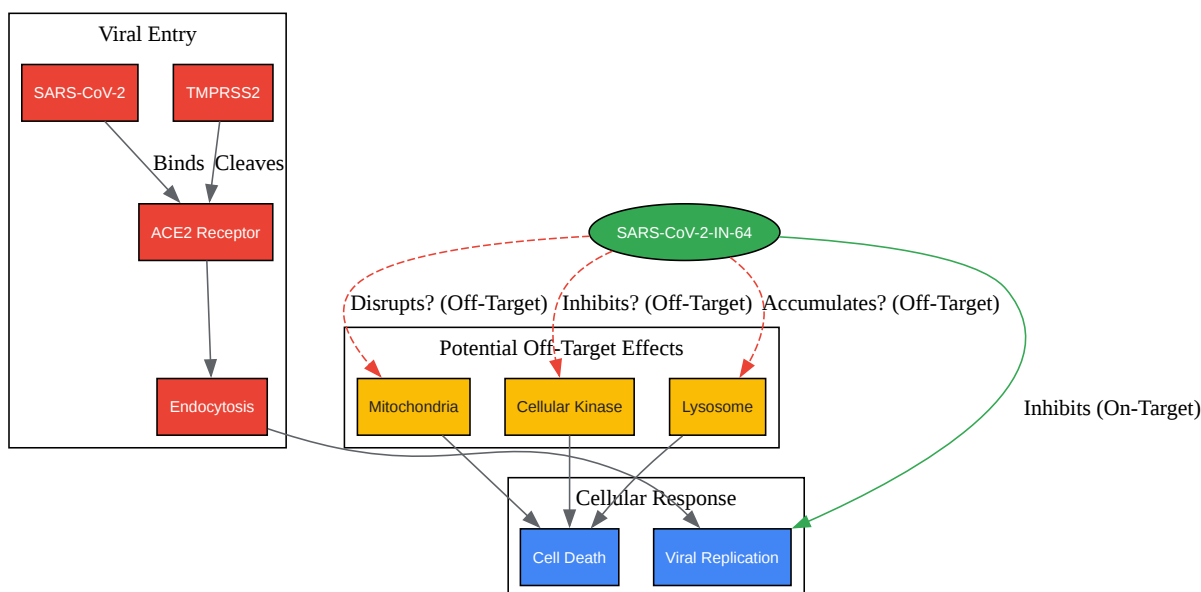 Viral Entry
SARS-CoV-2
TMPRSS2
Binds
Cleaves
ACE2 Receptor
SARS-CoV-2-IN-64
Disrupts? (Off-Target)
Inhibits? (Off-Target)
Accumulates? (Off-Target)
Potential Off-Target Effects
Endocytosis
Mitochondria
Cellular Kinase
Lysosome
Inhibits (On-Target)
Cellular Response
Cell Death
Viral Replication